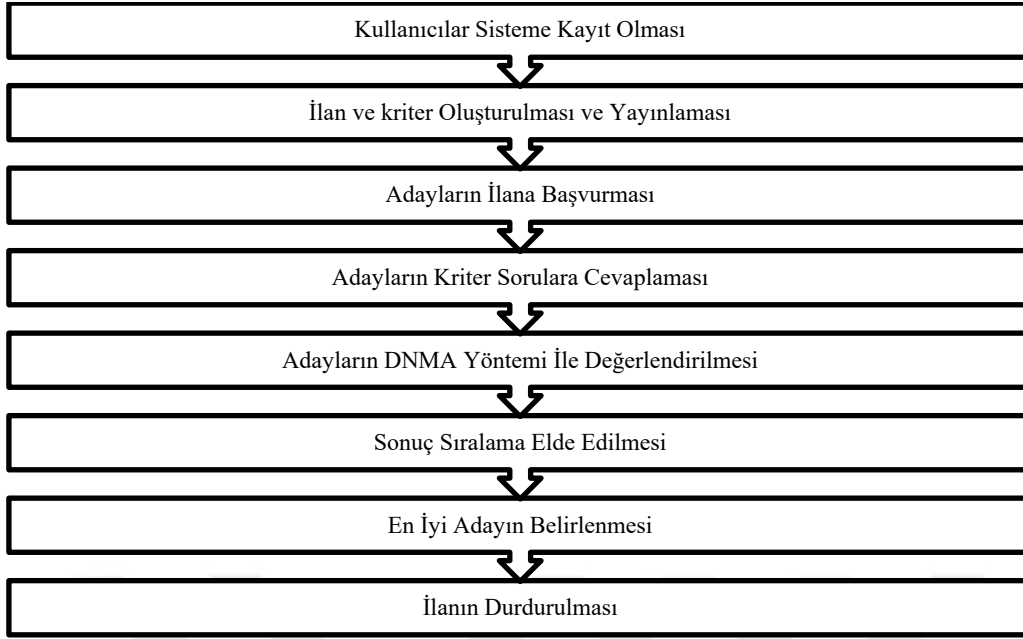 Kullanıcılar Sisteme Kayıt Olması
İlan ve kriter Oluşturulması ve Yayınlaması
Adayların İlana Başvurması
Adayların Kriter Sorulara Cevaplaması
Adayların DNMA Yöntemi İle Değerlendirilmesi
Sonuç Sıralama Elde Edilmesi
En İyi Adayın Belirlenmesi
İlanın Durdurulması